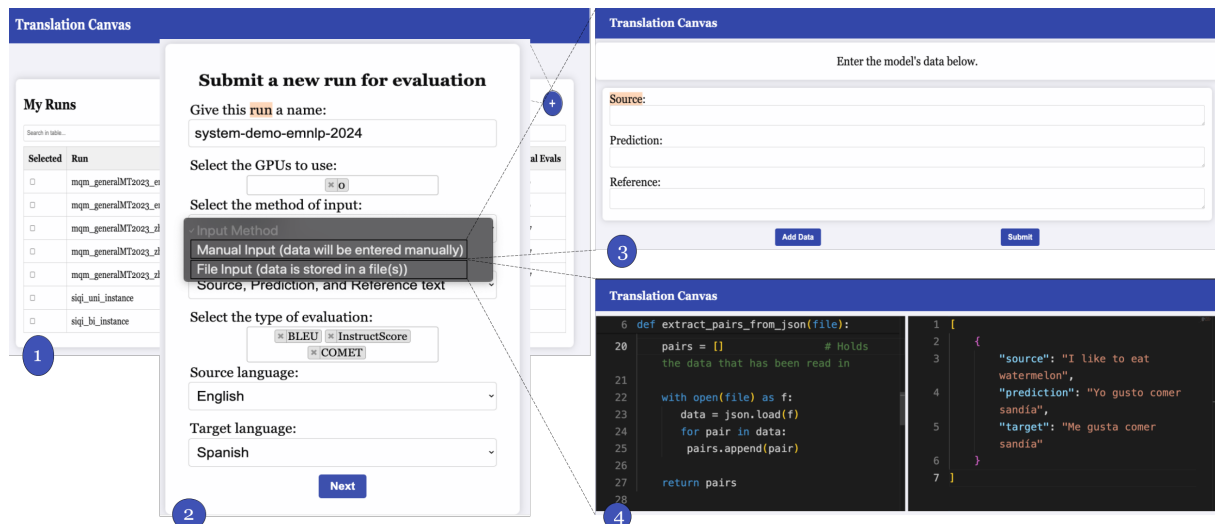 Translation Canvas
My Runs
+
Search in table...
Selected Run al Evals
mqm_generalMT2023_e
mqm_generalMT2023_e
mqm_generalMT2023_zl
mqm_generalMT2023_zl
mqm_generalMT2023_zl
siqi_uni_instance
siqi_bi_instance
1
Submit a new run for evaluation
Give this run a name:
system-demo-emnlp-2024
Select the GPUs to use:
× 0
Select the method of input:
✓Input Method
Manual Input (data will be entered manually)
File Input (data is stored in a file(s))
Source, Prediction, and Reference text
Select the type of evaluation:
× BLEU × InstructScore
× COMET
Source language:
English
Target language:
Spanish
Next
2
Translation Canvas
Enter the model's data below.
Source:
Prediction:
Reference:
Add Data Submit
3
Translation Canvas
6 def extract_pairs_from_json(file):
20 pairs = [] # Holds
the data that has been read in
21
22 with open(file) as f:
23 data = json.load(f)
24 for pair in data:
25 pairs.append(pair)
26
27 return pairs
28
1 [
2 {
3 "source": "I like to eat
watermelon",
4 "prediction": "Yo gusto comer
sandía",
5 "target": "Me gusta comer
sandía"
6 }
7 ]
4